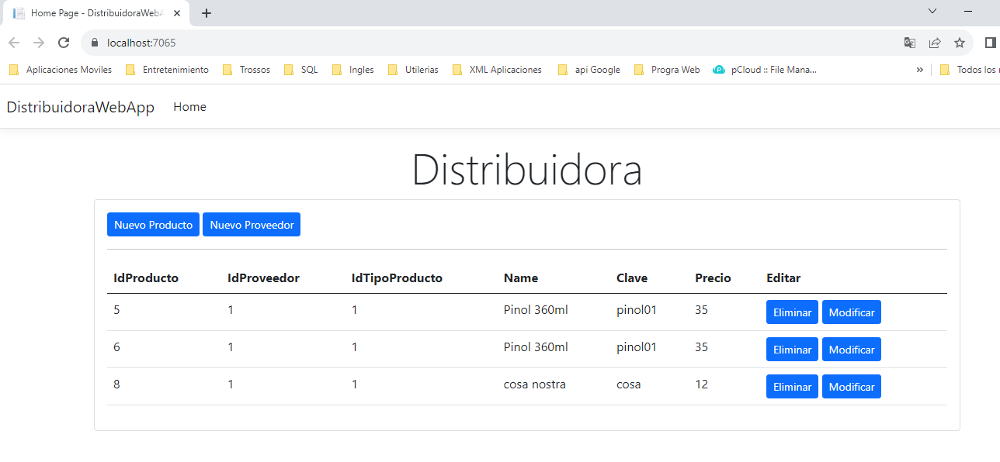 Home Page - DistribuidoraWebA
localhost:7065
Aplicaciones Moviles Entretenimiento Trossos SQL Ingles Utilerias XML Aplicaciones api Google Progra Web pCloud :: File Mana... » Todos los
DistribuidoraWebApp Home
Distribuidora
Nuevo Producto Nuevo Proveedor
IdProducto IdProveedor IdTipoProducto Name Clave Precio Editar
5 1 1 Pinol 360ml pinol01 35 Eliminar Modificar
6 1 1 Pinol 360ml pinol01 35 Eliminar Modificar
8 1 1 cosa nostra cosa 12 Eliminar Modificar